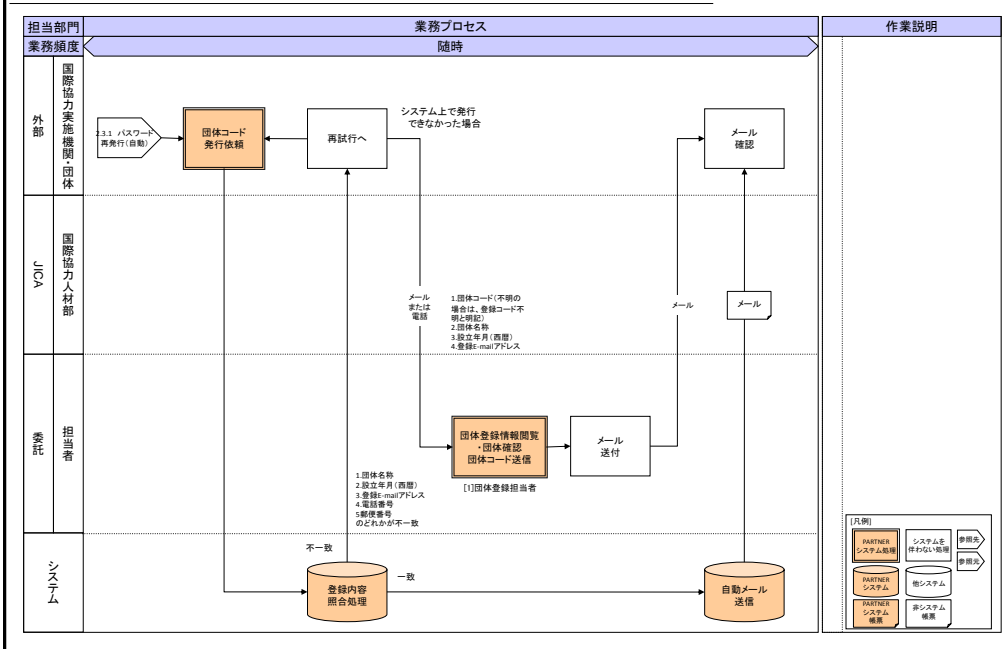 担当部門
業務プロセス
作業説明
業務頻度
随時
外部
国際協力実施機関・団体
2.3.1 パスワード
再発行(自動)
団体コード
発行依頼
再試行へ
システム上で発行
できなかった場合
メール
確認
JICA
国際協力人材部
メール
または
電話
1.団体コード(不明の
場合は、登録コード不
明と明記)
2.団体名称
3.設立年月(西暦)
4.登録E-mailアドレス
メール
メール
委託
担当者
団体登録情報閲覧
・団体確認
団体コード送信
[1]団体登録担当者
メール
送付
1.団体名称
2.設立年月(西暦)
3.登録E-mailアドレス
4.電話番号
5郵便番号
のどれかが不一致
システム
不一致
登録内容
照合処理
一致
自動メール
送信
[凡例]
PARTNER
システム処理
システムを
伴わない処理
参照先
参照元
PARTNER
システム
他システム
PARTNER
システム
帳票
非システム
帳票